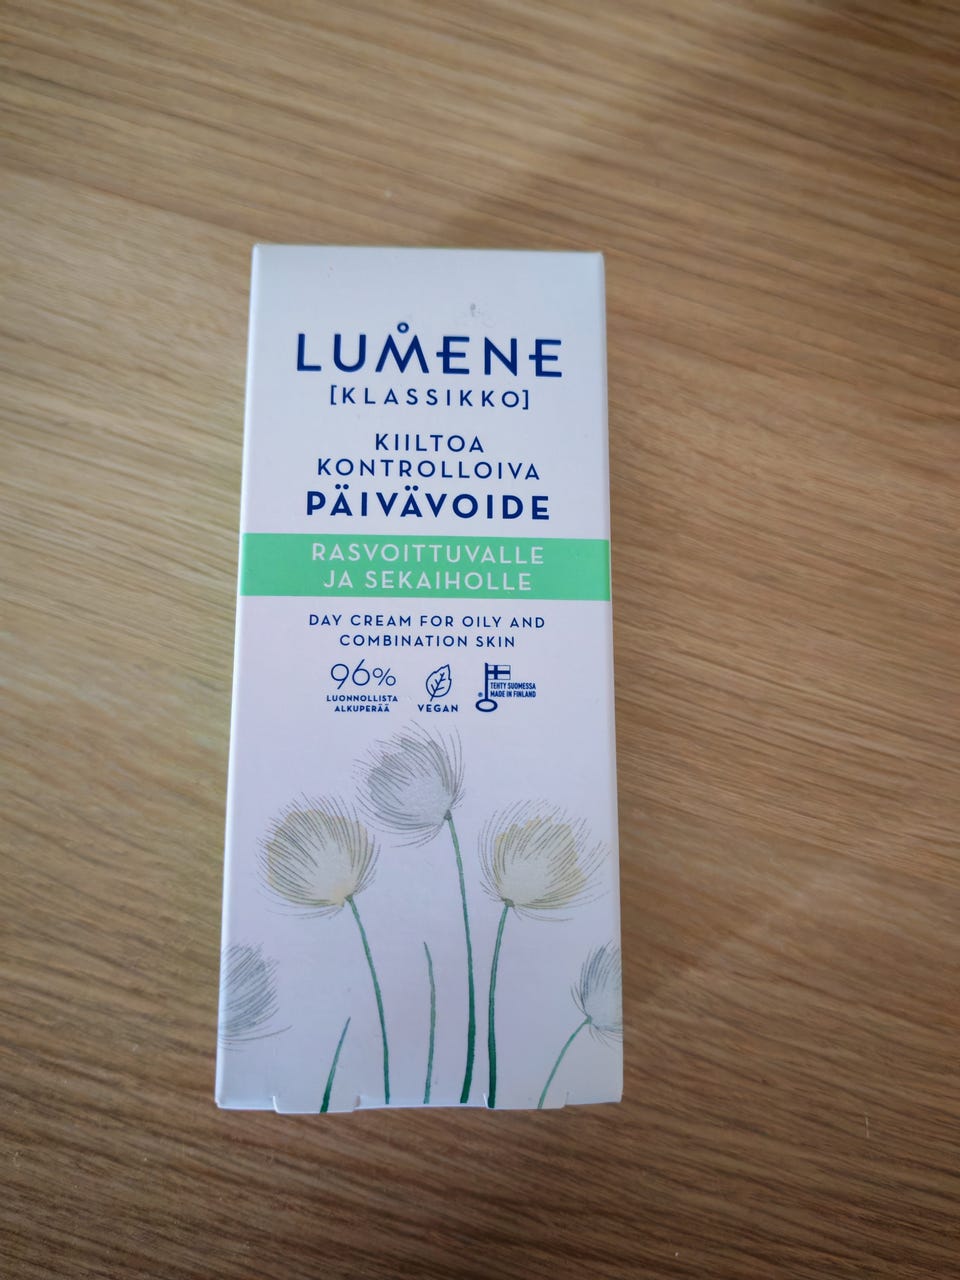 LUMENE
[KLASSIKKO]
KIILTOA
KONTROLLOIVA
PÄIVÄVOIDE
RASVOITTUVALLE
JA SEKAIHOLLE
DAY CREAM FOR OILY AND
COMBINATION SKIN
96%
LUONNOLLISTA
ALKUPERÄÄ
VEGAN
TEHTY SUOMESSA
MADE IN FINLAND